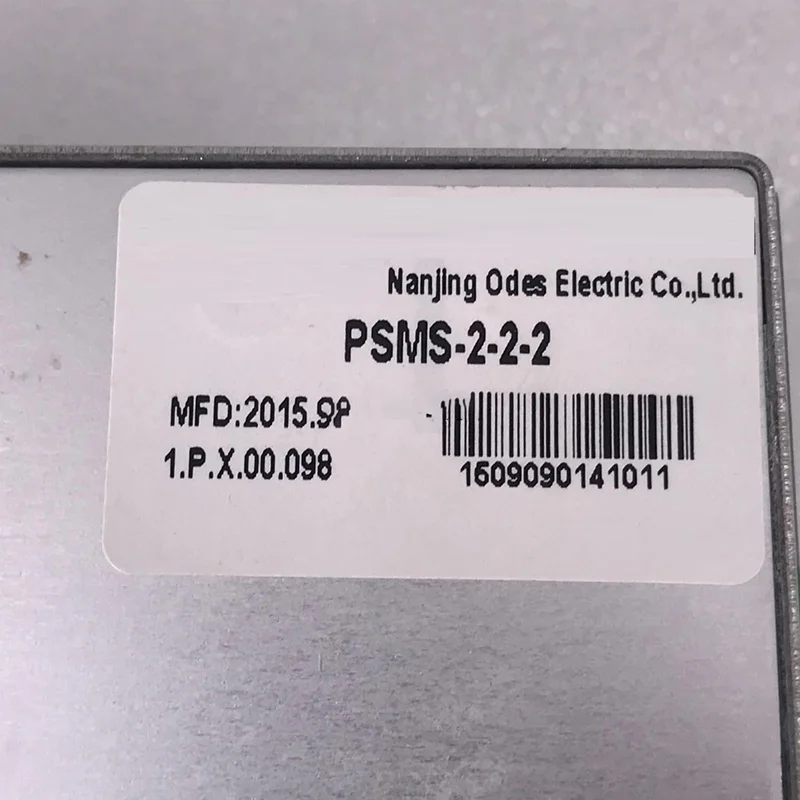 Nanjing Odes Electric Co.,Ltd.
PSMS-2-2-2
MFD:2015.98
1.P.X.00.098
1509090141011